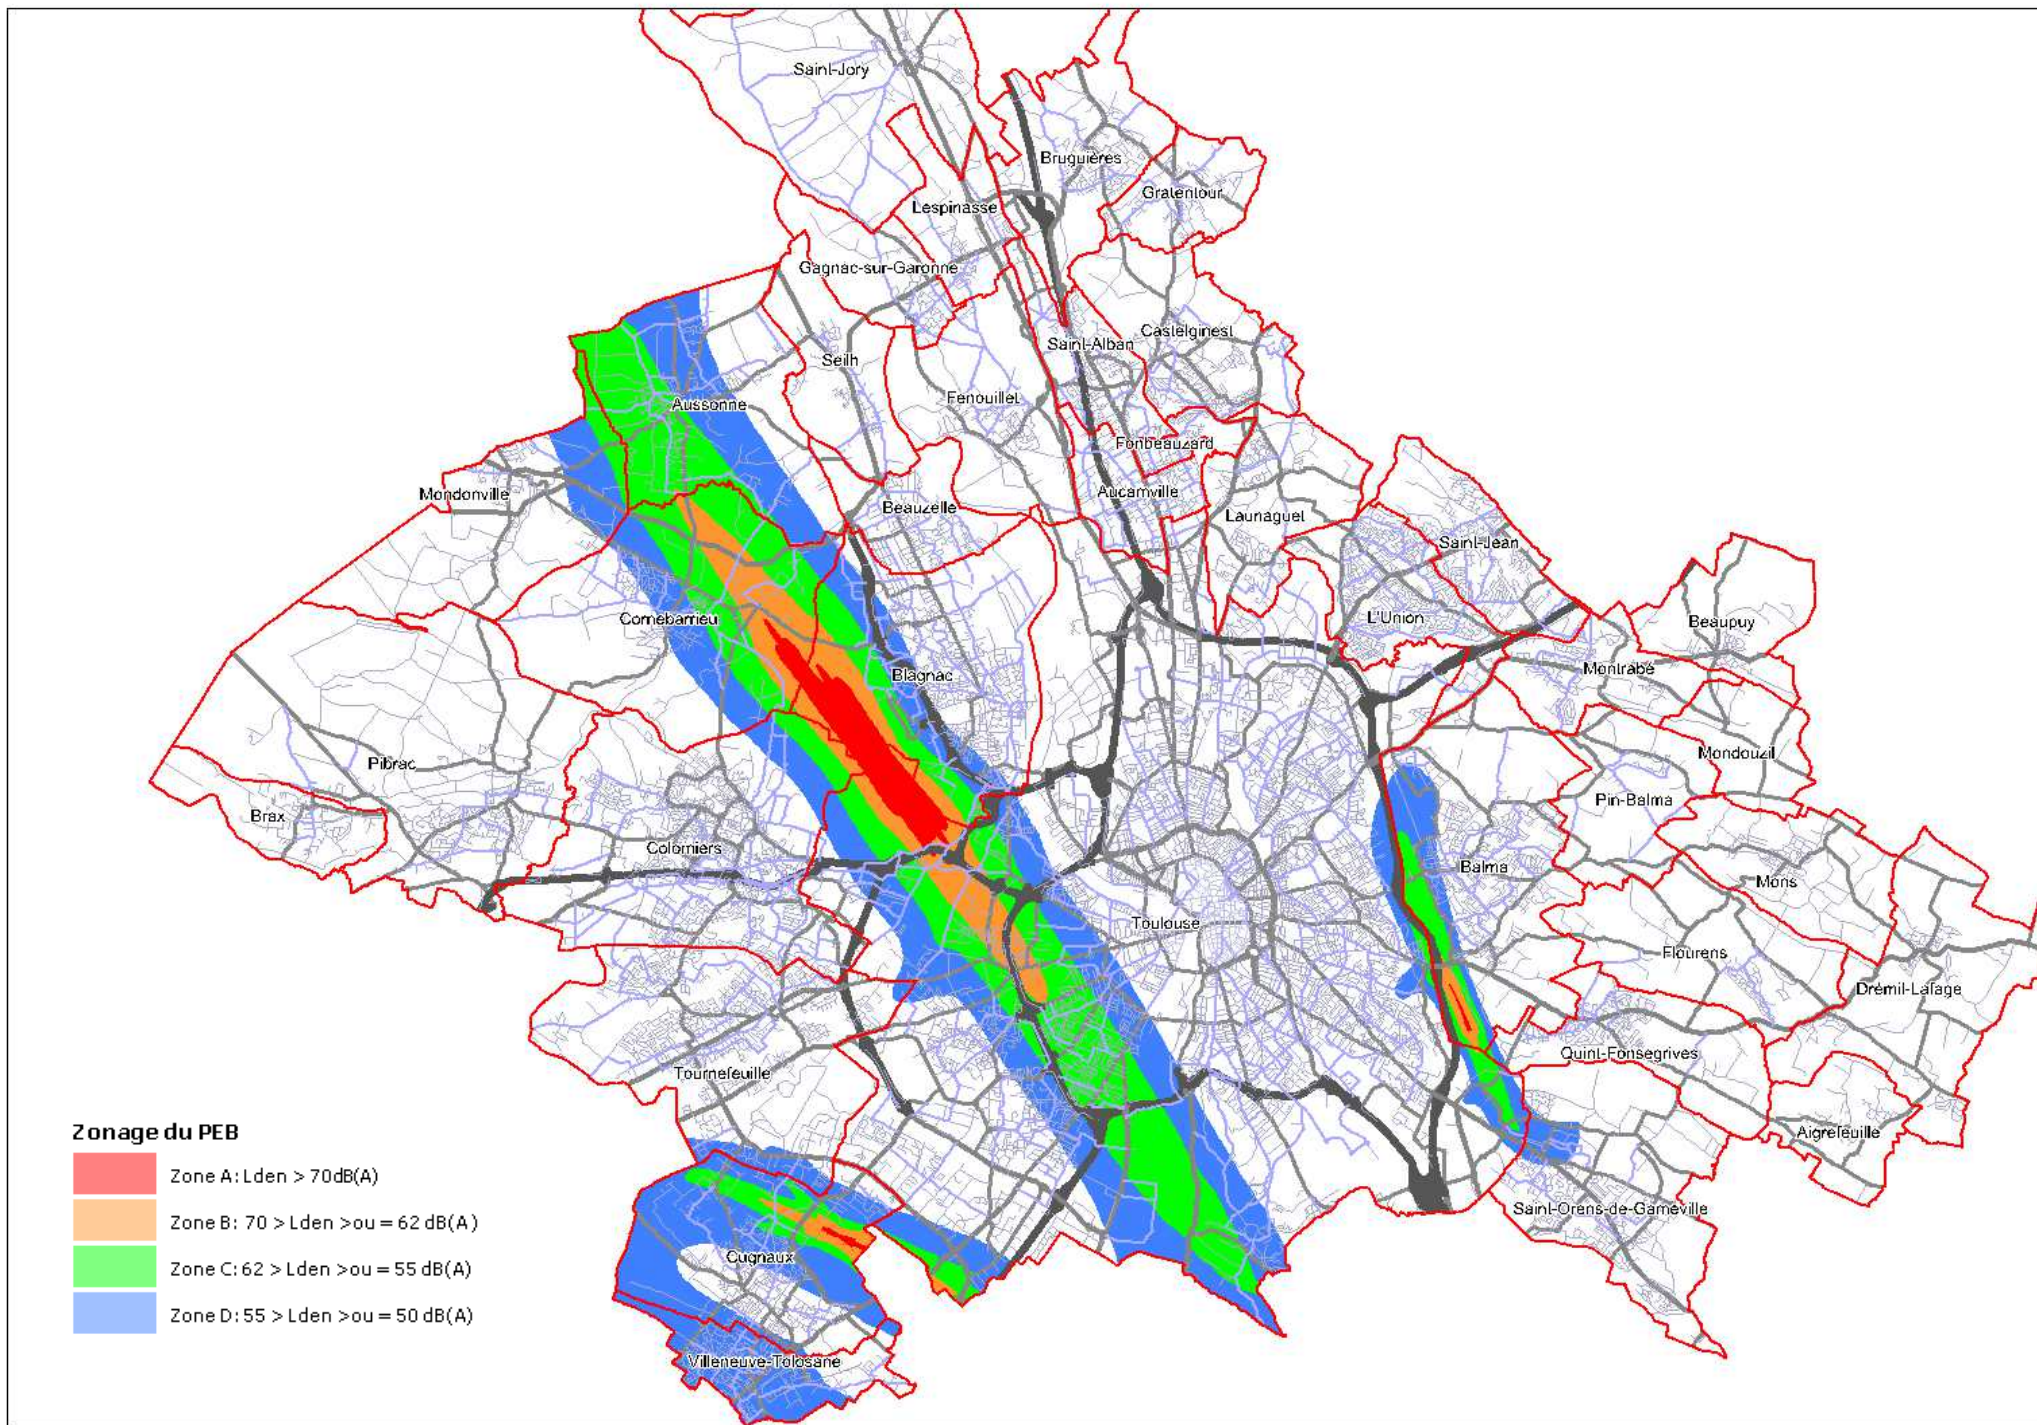 Saint-Jory
Bruguières
Gratentour
Lespinasse
Gagnac-sur-Garonne
Castelginest
Saint-Alban
Seilh
Fenouillet
Aussonne
Fonbeauzard
Mondonville
Aucamville
Beauzelle
Launaguet
Saint-Jean
Cornebarrieu
L'Union
Beaupuy
Montrabé
Blagnac
Mondouzil
Pibrac
Pin-Balma
Brax
Colomiers
Balma
Mons
Toulouse
Flourens
Drémil-Lafage
Quint-Fonsegrives
Tournefeuille
Aigrefeuille
Saint-Orens-de-Gameville
Cugnaux
Villeneuve-Tolosane
Zonage du PEB
Zone A: Lden > 70dB(A)
Zone B: 70 > Lden >ou = 62 dB(A)
Zone C: 62 > Lden >ou = 55 dB(A)
Zone D: 55 > Lden >ou = 50 dB(A)